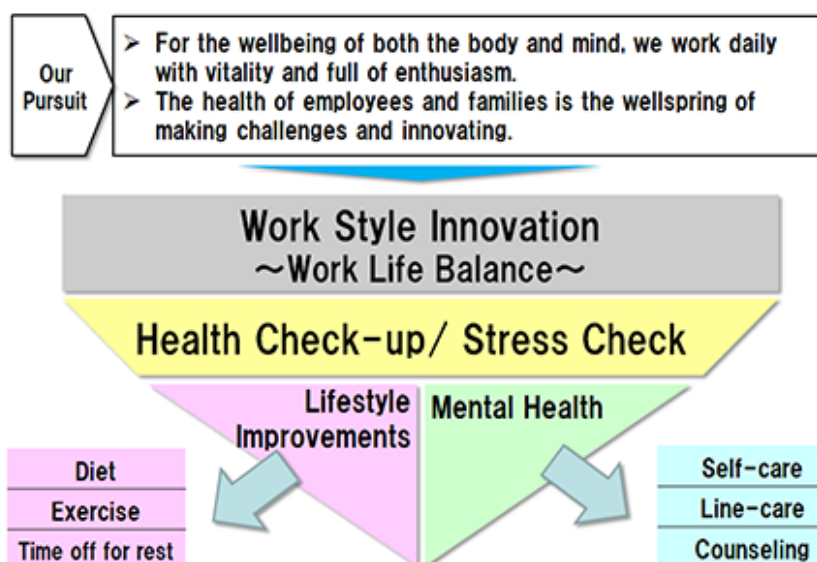 Our
Pursuit
➢ For the wellbeing of both the body and mind, we work daily
with vitality and full of enthusiasm.
➢ The health of employees and families is the wellspring of
making challenges and innovating.
Work Style Innovation
～Work Life Balance～
Health Check-up/ Stress Check
Lifestyle
Improvements
Mental Health
Diet
Exercise
Time off for rest
Self-care
Line-care
Counseling